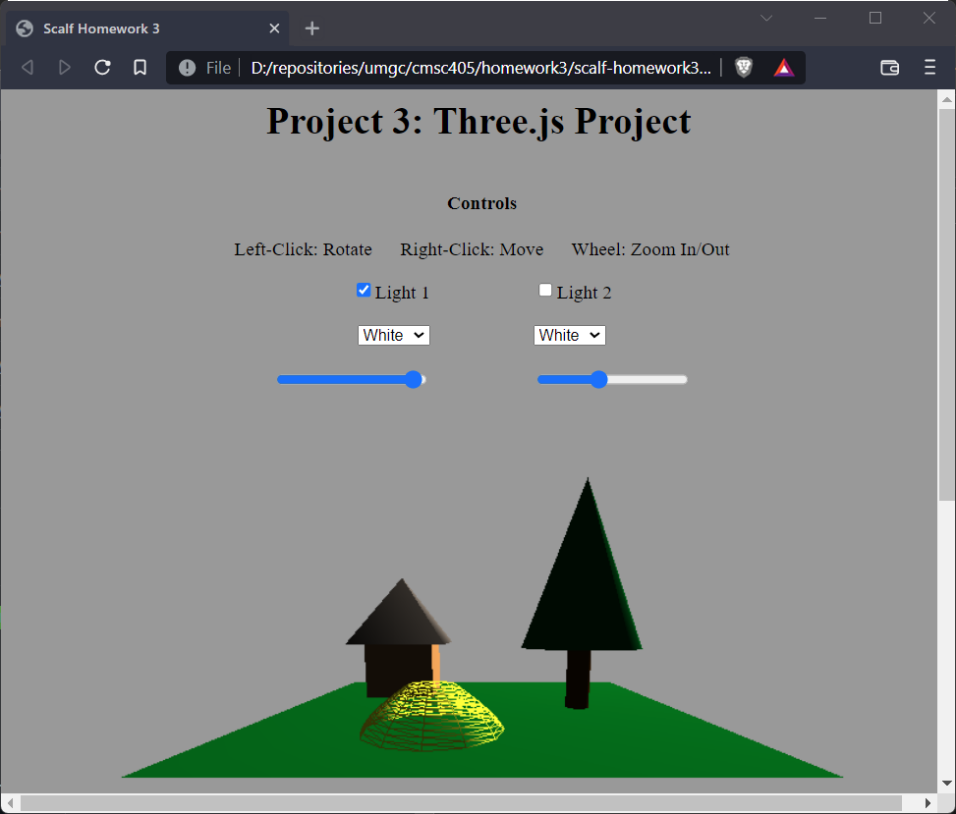 Scalf Homework 3
File | D:/repositories/umgc/cmsc405/homework3/scalf-homework3...
Project 3: Three.js Project
Controls
Left-Click: Rotate Right-Click: Move Wheel: Zoom In/Out
Light 1 Light 2
White White